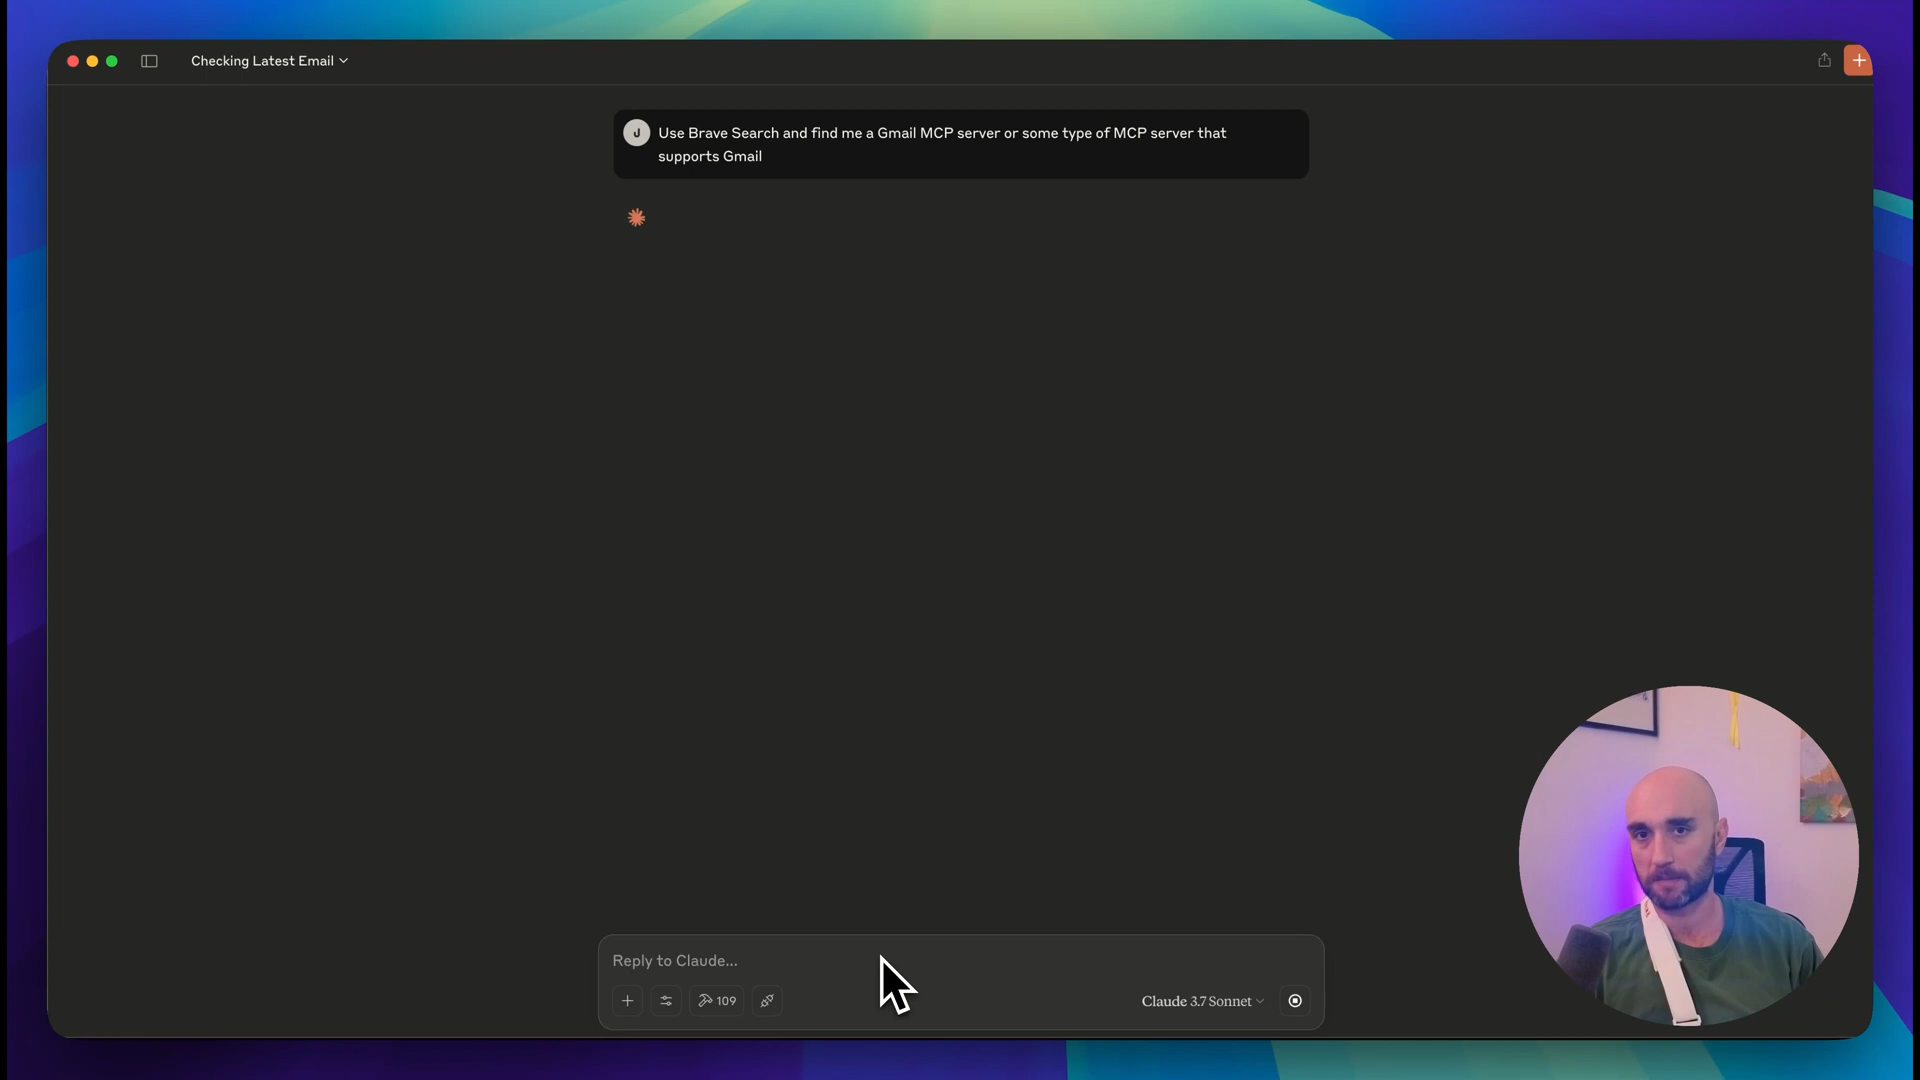 Checking Latest Email
J
Use Brave Search and find me a Gmail MCP server or some type of MCP server that
supports Gmail
Reply to Claude...
109
Claude 3.7 Sonnet